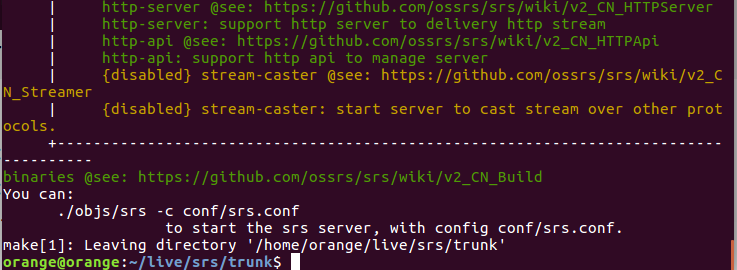 |     http-server @see: https://github.com/ossrs/srs/wiki/v2_CN_HTTPServer
|     http-server: support http server to delivery http stream
|     http-api @see: https://github.com/ossrs/srs/wiki/v2_CN_HTTPApi
|     http-api: support http api to manage server
|     {disabled} stream-caster @see: https://github.com/ossrs/srs/wiki/v2_C
N_Streamer
|     {disabled} stream-caster: start server to cast stream over other prot
ocols.
+------------------------------------------------------------------------
----------
binaries @see: https://github.com/ossrs/srs/wiki/v2_CN_Build
You can:
./objs/srs -c conf/srs.conf
to start the srs server, with config conf/srs.conf.
make[1]: Leaving directory '/home/orange/live/srs/trunk'
orange@orange:~/live/srs/trunk$